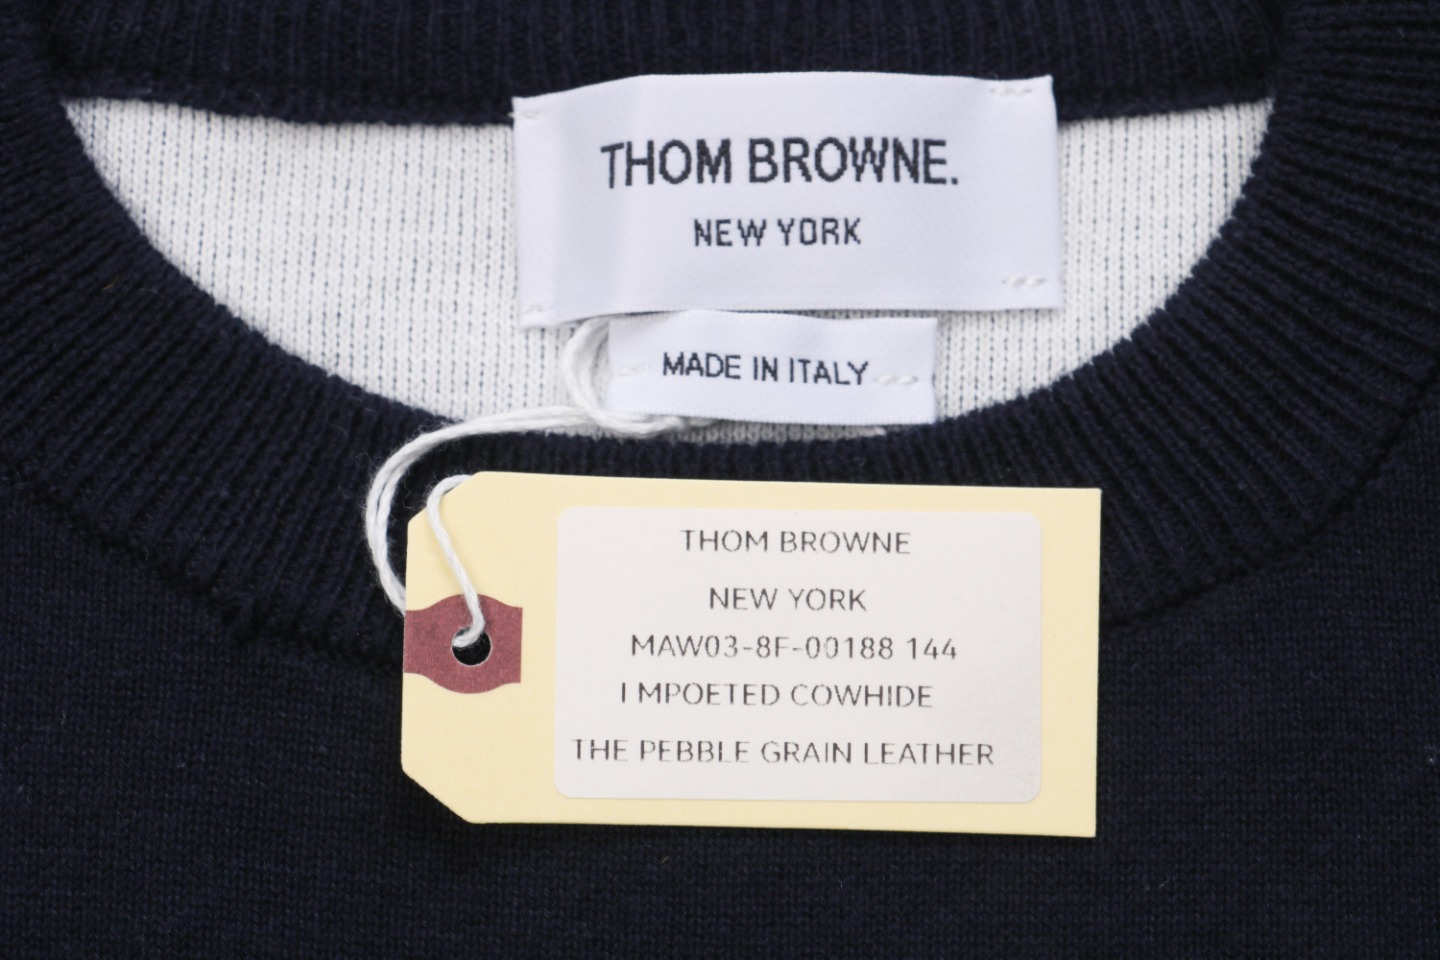 THOM BROWNE.
NEW YORK
MADE IN ITALY
THOM BROWNE
NEW YORK
MAW03-8F-00188 144
I MPOETED COWHIDE
THE PEBBLE GRAIN LEATHER